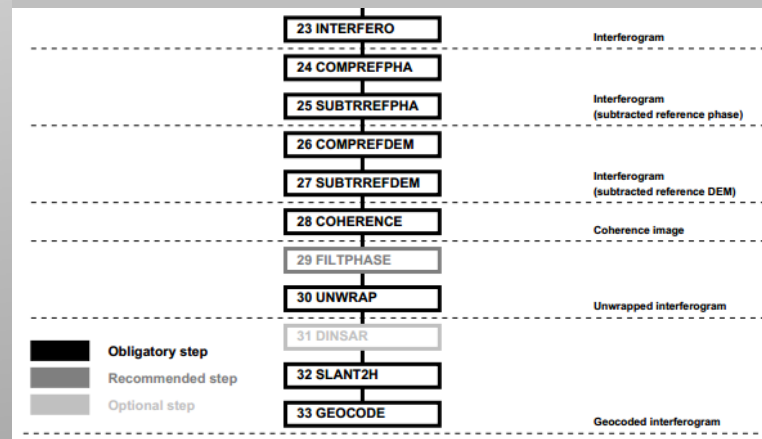 23 INTERFERO
Interferogram
24 COMPREFPHA
25 SUBTRREFPHA
Interferogram
(subtracted reference phase)
26 COMPREFDEM
27 SUBTRREFDEM
Interferogram
(subtracted reference DEM)
28 COHERENCE
Coherence image
29 FILTPHASE
30 UNWRAP
Unwrapped interferogram
31 DINSAR
Obligatory step
32 SLANT2H
Recommended step
33 GEOCODE
Optional step
Geocoded interferogram